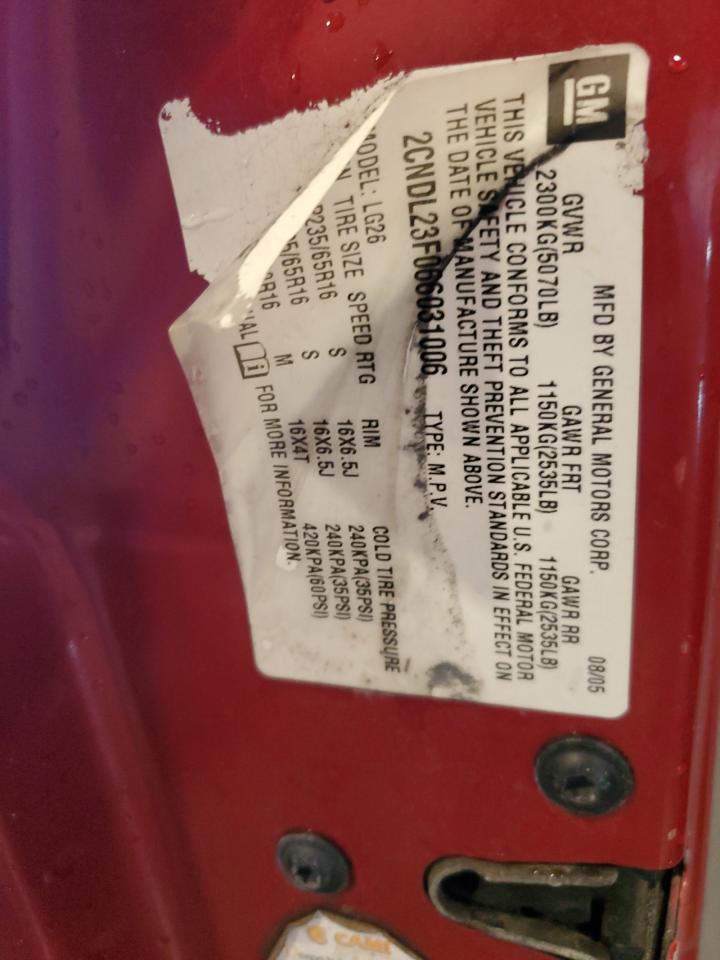 GM
MFD BY GENERAL MOTORS CORP. 08/05
GVWR GAWR FRT GAWR RR
2300KG(5070LB) 1150KG(2535LB) 1150KG(2535LB)
THIS VEHICLE CONFORMS TO ALL APPLICABLE U.S. FEDERAL MOTOR
VEHICLE SAFETY AND THEFT PREVENTION STANDARDS IN EFFECT ON
THE DATE OF MANUFACTURE SHOWN ABOVE.
2CNDL23F066031006 TYPE: M.P.V.
MODEL: LG26
TIRE SIZE SPEED RTG RIM COLD TIRE PRESSURE
P235/65R16 S 16X6.5J 240KPA(35PSI)
35/65R16 S 16X6.5J 240KPA(35PSI)
0R16 M 16X4T 420KPA(60PSI)
FOR MORE INFORMATION.